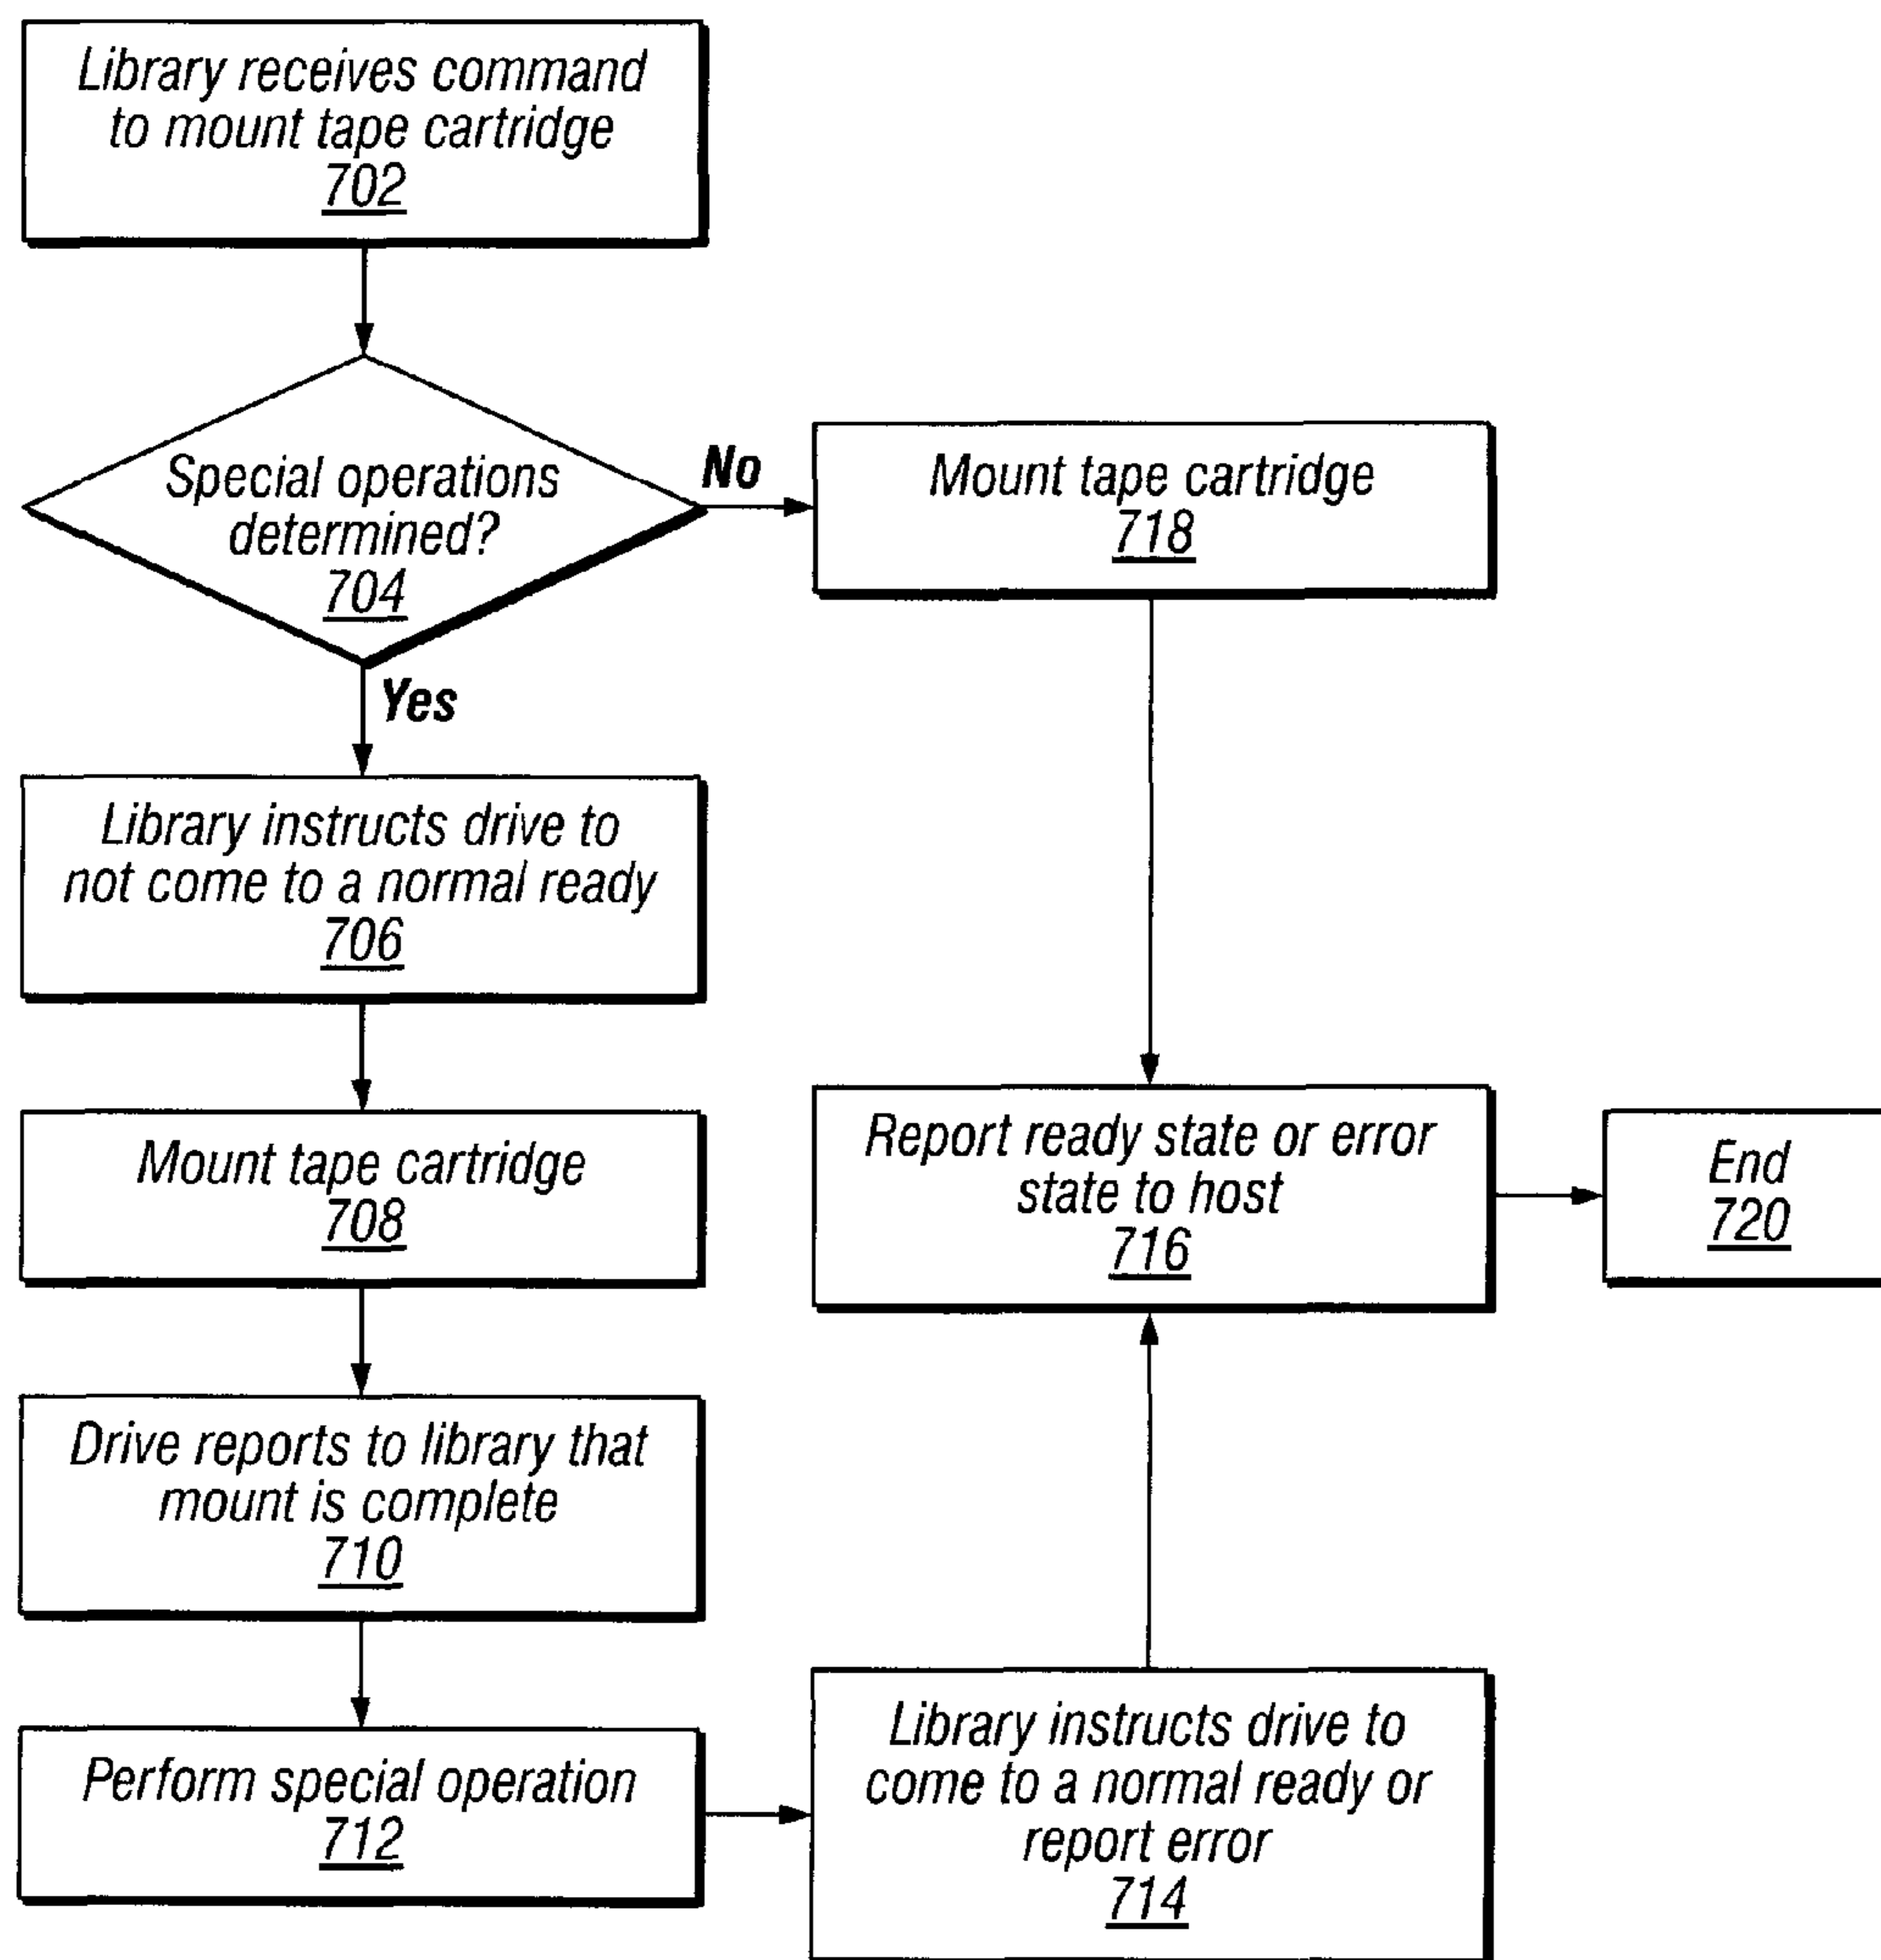 Library receives command
to mount tape cartridge
702
Special operations
determined?
704
No
Mount tape cartridge
718
Yes
Library instructs drive to
not come to a normal ready
706
Mount tape cartridge
708
Report ready state or error
state to host
716
End
720
Drive reports to library that
mount is complete
710
Perform special operation
712
Library instructs drive to
come to a normal ready or
report error
714